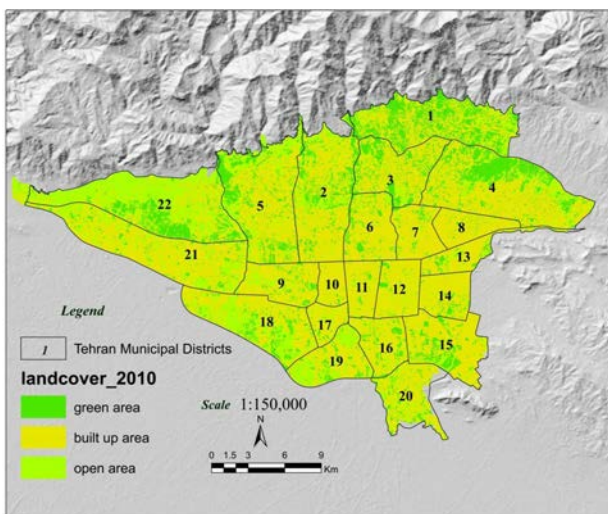 1
3
4
2
22
5
6
7
8
13
21
9
10
11
12
14
18
17
16
15
19
20
Legend
1 Tehran Municipal Districts
landcover_2010
green area
built up area
open area
Scale 1:150,000
N
0 1.5 3 6 9
Km